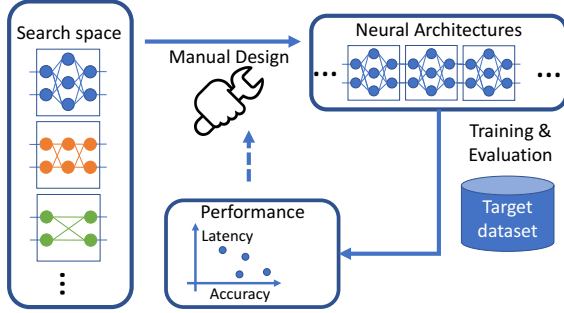 Search space
Manual Design
Neural Architectures
...
...
Training &
Evaluation
Target
dataset
Performance
Latency
Accuracy